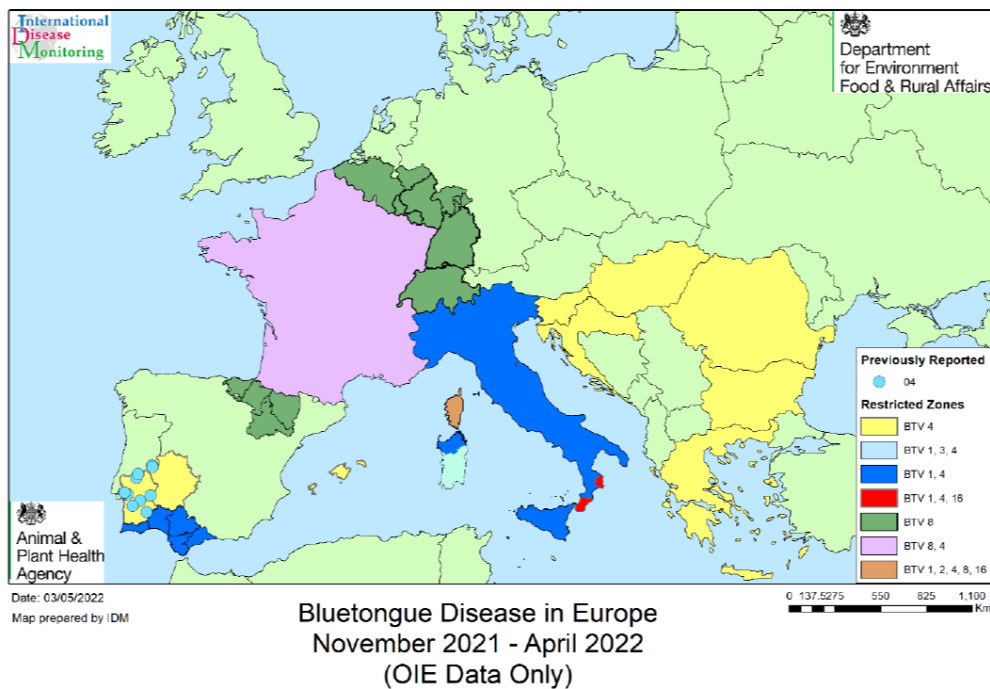 International
Disease
Monitoring
Department
for Environment
Food & Rural Affairs
Previously Reported
04
Restricted Zones
BTV 4
BTV 1, 3, 4
BTV 1, 4
BTV 1, 4, 16
BTV 8
BTV 8, 4
BTV 1, 2, 4, 8, 16
Animal &
Plant Health
Agency
Date: 03/05/2022
Map prepared by IDM
0 137.5275 550 825 1,100
Km
Bluetongue Disease in Europe
November 2021 - April 2022
(OIE Data Only)